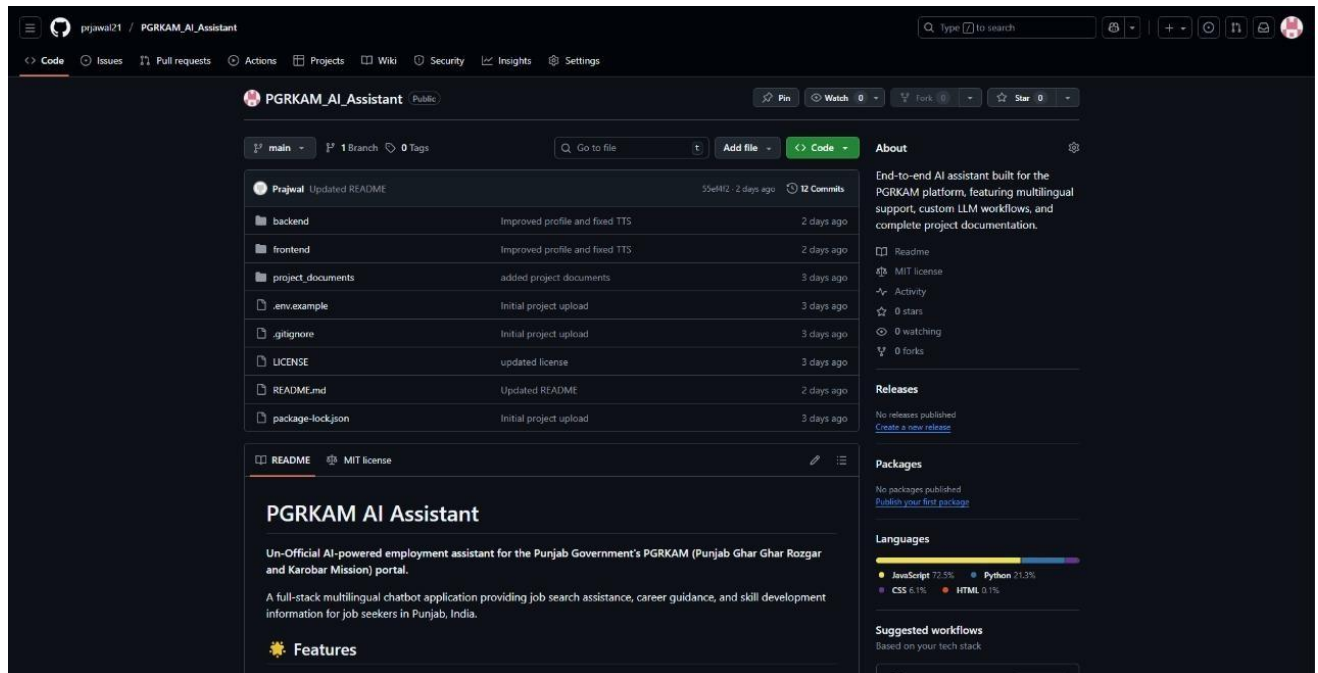 prjawal21 / PGRKAM_AI_Assistant
Type / to search
Code Issues Pull requests Actions Projects Wiki Security Insights Settings
PGRKAM_AI_Assistant Public
Pin Watch 0 Fork 0 Star 0
main 1 Branch 0 Tags
Go to file t Add file Code
Prajwal Updated README 55ef4f2 · 2 days ago 12 Commits
backend Improved profile and fixed TTS 2 days ago
frontend Improved profile and fixed TTS 2 days ago
project_documents added project documents 3 days ago
.env.example Initial project upload 3 days ago
.gitignore Initial project upload 3 days ago
LICENSE updated license 3 days ago
README.md Updated README 2 days ago
package-lock.json Initial project upload 3 days ago
README MIT license
PGRKAM AI Assistant
Un-Official AI-powered employment assistant for the Punjab Government's PGRKAM (Punjab Ghar Ghar Rozgar
and Karobar Mission) portal.
A full-stack multilingual chatbot application providing job search assistance, career guidance, and skill development
information for job seekers in Punjab, India.
🌟 Features
About
End-to-end AI assistant built for the
PGRKAM platform, featuring multilingual
support, custom LLM workflows, and
complete project documentation.
Readme
MIT license
Activity
0 stars
0 watching
0 forks
Releases
No releases published
Create a new release
Packages
No packages published
Publish your first package
Languages
JavaScript 72.5% Python 21.3%
CSS 6.1% HTML 0.1%
Suggested workflows
Based on your tech stack